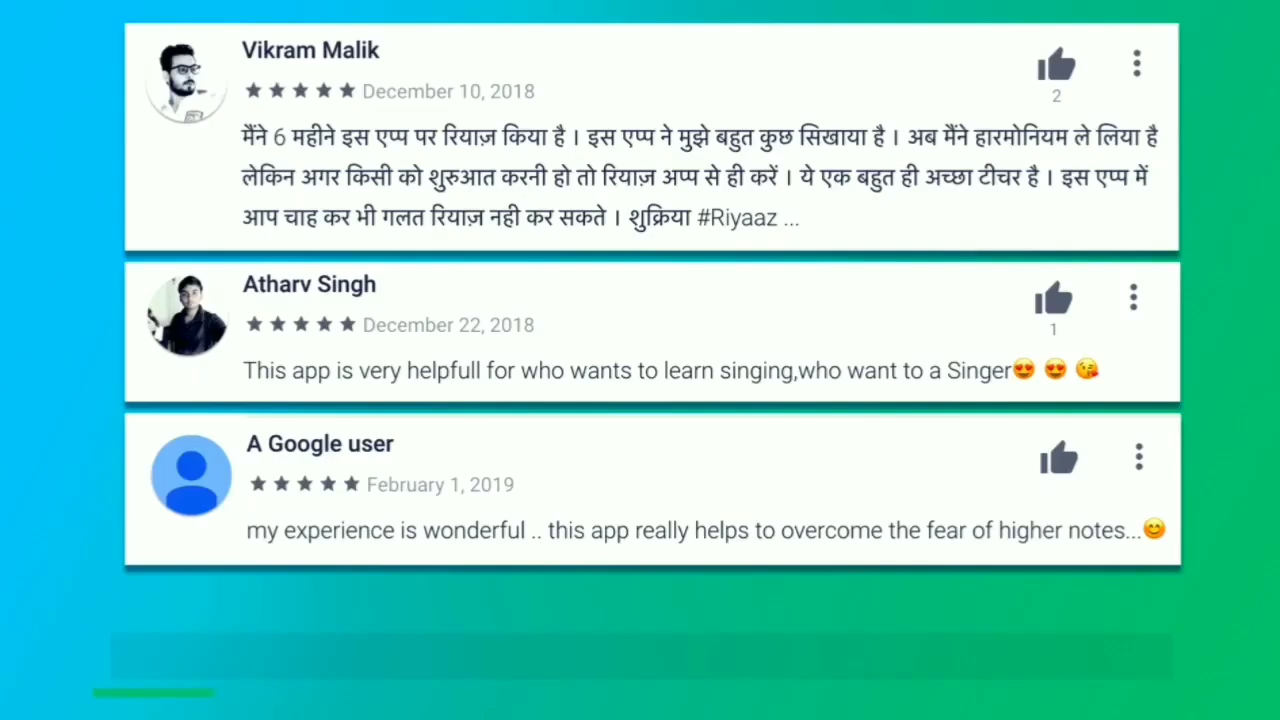 Vikram Malik
★ ★ ★ ★ ★ December 10, 2018
2
मैंने 6 महीने इस एप्प पर रियाज़ किया है । इस एप्प ने मुझे बहुत कुछ सिखाया है । अब मैंने हारमोनियम ले लिया है
लेकिन अगर किसी को शुरुआत करनी हो तो रियाज़ अप्प से ही करें । ये एक बहुत ही अच्छा टीचर है । इस एप्प में
आप चाह कर भी गलत रियाज़ नही कर सकते । शुक्रिया #Riyaaz ...
Atharv Singh
★ ★ ★ ★ ★ December 22, 2018
1
This app is very helpfull for who wants to learn singing,who want to a Singer😍 😍 😘
A Google user
★ ★ ★ ★ ★ February 1, 2019
my experience is wonderful .. this app really helps to overcome the fear of higher notes...😊